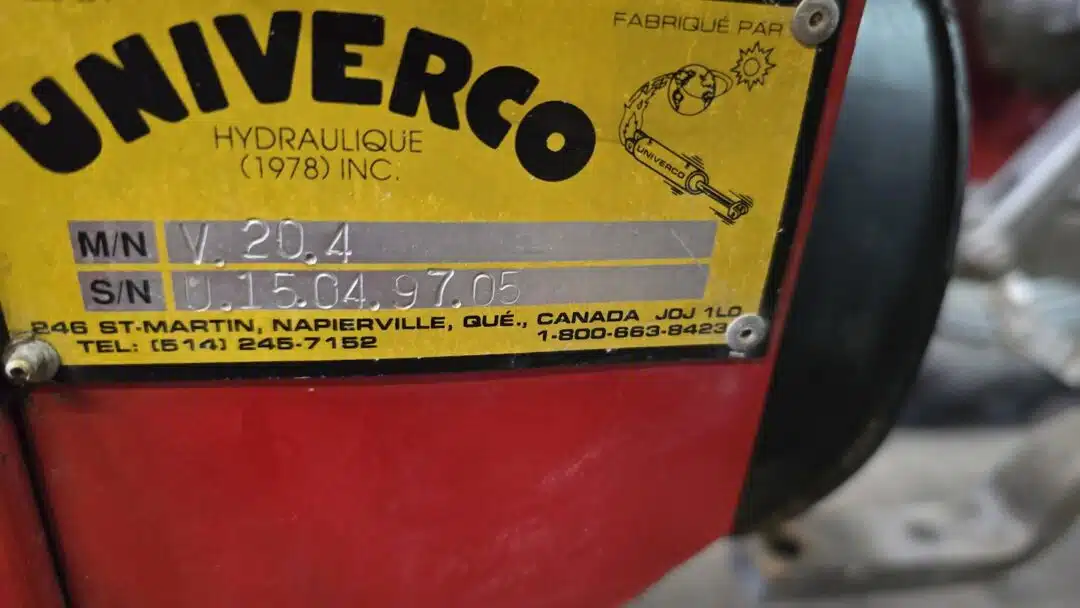 FABRIQUÉ PAR
UNIVERCO
HYDRAULIQUE
(1978) INC.
UNIVERCO
M/N V.20.4
S/N U.15.04.97.05
246 ST-MARTIN, NAPIERVILLE, QUÉ., CANADA J0J 1L0
TEL: (514) 245-7152 1-800-663-8423